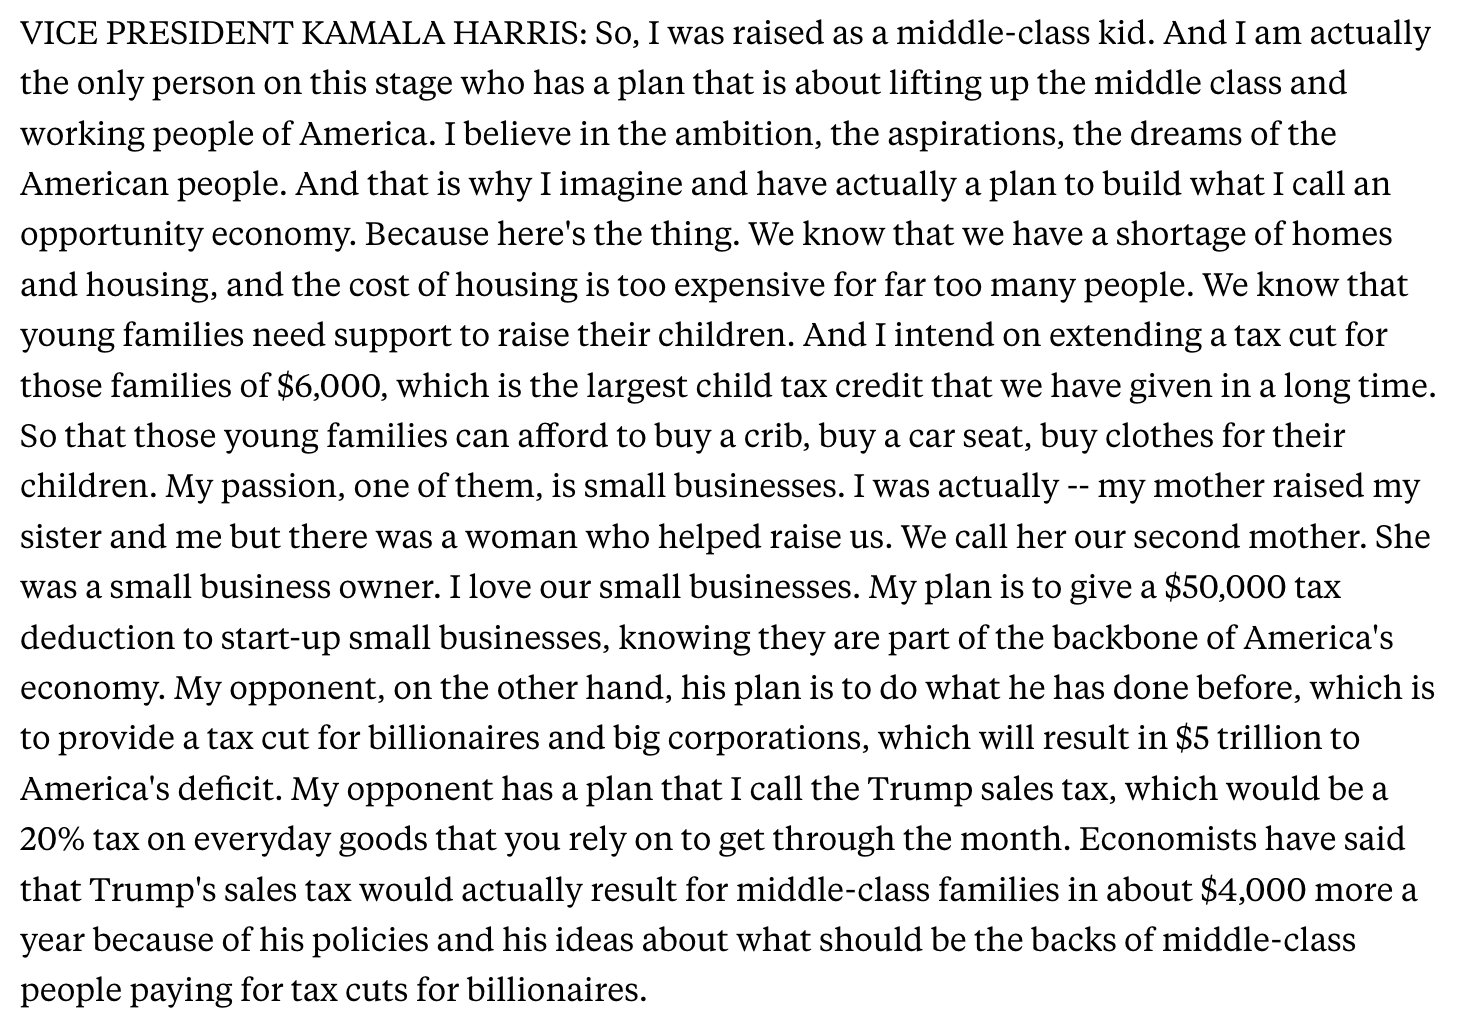 VICE PRESIDENT KAMALA HARRIS: So, I was raised as a middle-class kid. And I am actually
the only person on this stage who has a plan that is about lifting up the middle class and
working people of America. I believe in the ambition, the aspirations, the dreams of the
American people. And that is why I imagine and have actually a plan to build what I call an
opportunity economy. Because here's the thing. We know that we have a shortage of homes
and housing, and the cost of housing is too expensive for far too many people. We know that
young families need support to raise their children. And I intend on extending a tax cut for
those families of $6,000, which is the largest child tax credit that we have given in a long time.
So that those young families can afford to buy a crib, buy a car seat, buy clothes for their
children. My passion, one of them, is small businesses. I was actually -- my mother raised my
sister and me but there was a woman who helped raise us. We call her our second mother. She
was a small business owner. I love our small businesses. My plan is to give a $50,000 tax
deduction to start-up small businesses, knowing they are part of the backbone of America's
economy. My opponent, on the other hand, his plan is to do what he has done before, which is
to provide a tax cut for billionaires and big corporations, which will result in $5 trillion to
America's deficit. My opponent has a plan that I call the Trump sales tax, which would be a
20% tax on everyday goods that you rely on to get through the month. Economists have said
that Trump's sales tax would actually result for middle-class families in about $4,000 more a
year because of his policies and his ideas about what should be the backs of middle-class
people paying for tax cuts for billionaires.